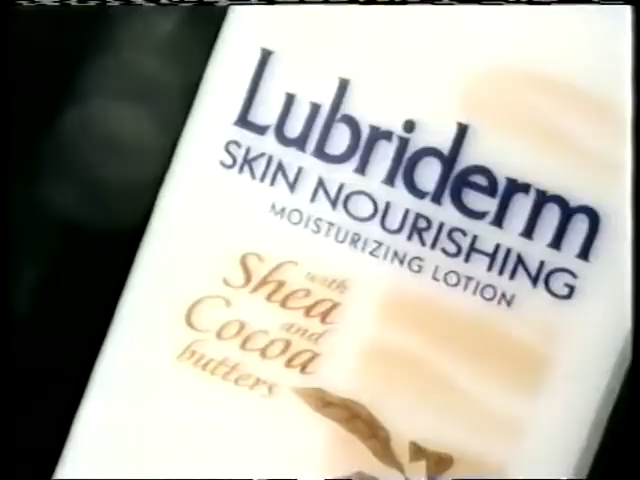 Lubriderm
SKIN NOURISHING
MOISTURIZING LOTION
with
Shea
and
Cocoa
butters